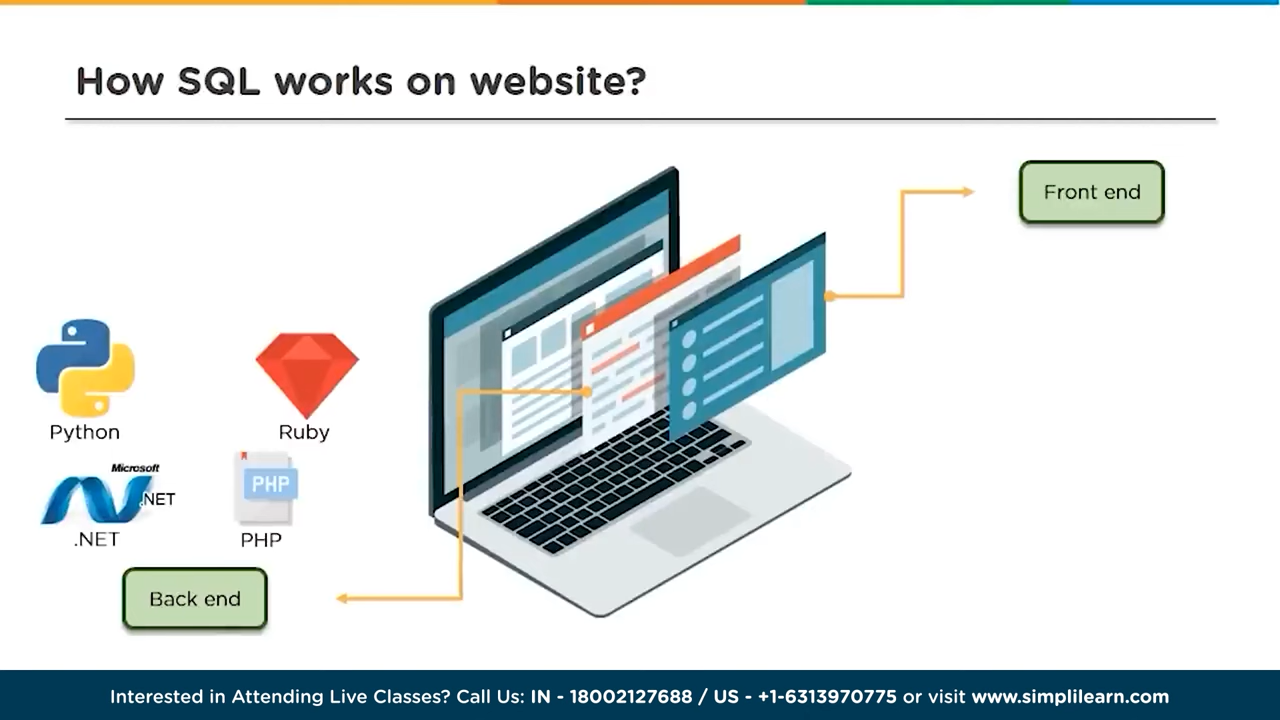 How SQL works on website?
Front end
Python
Ruby
Microsoft
.NET
PHP
.NET
PHP
Back end
Interested in Attending Live Classes? Call Us: IN - 18002127688 / US - +1-6313970775 or visit www.simplilearn.com